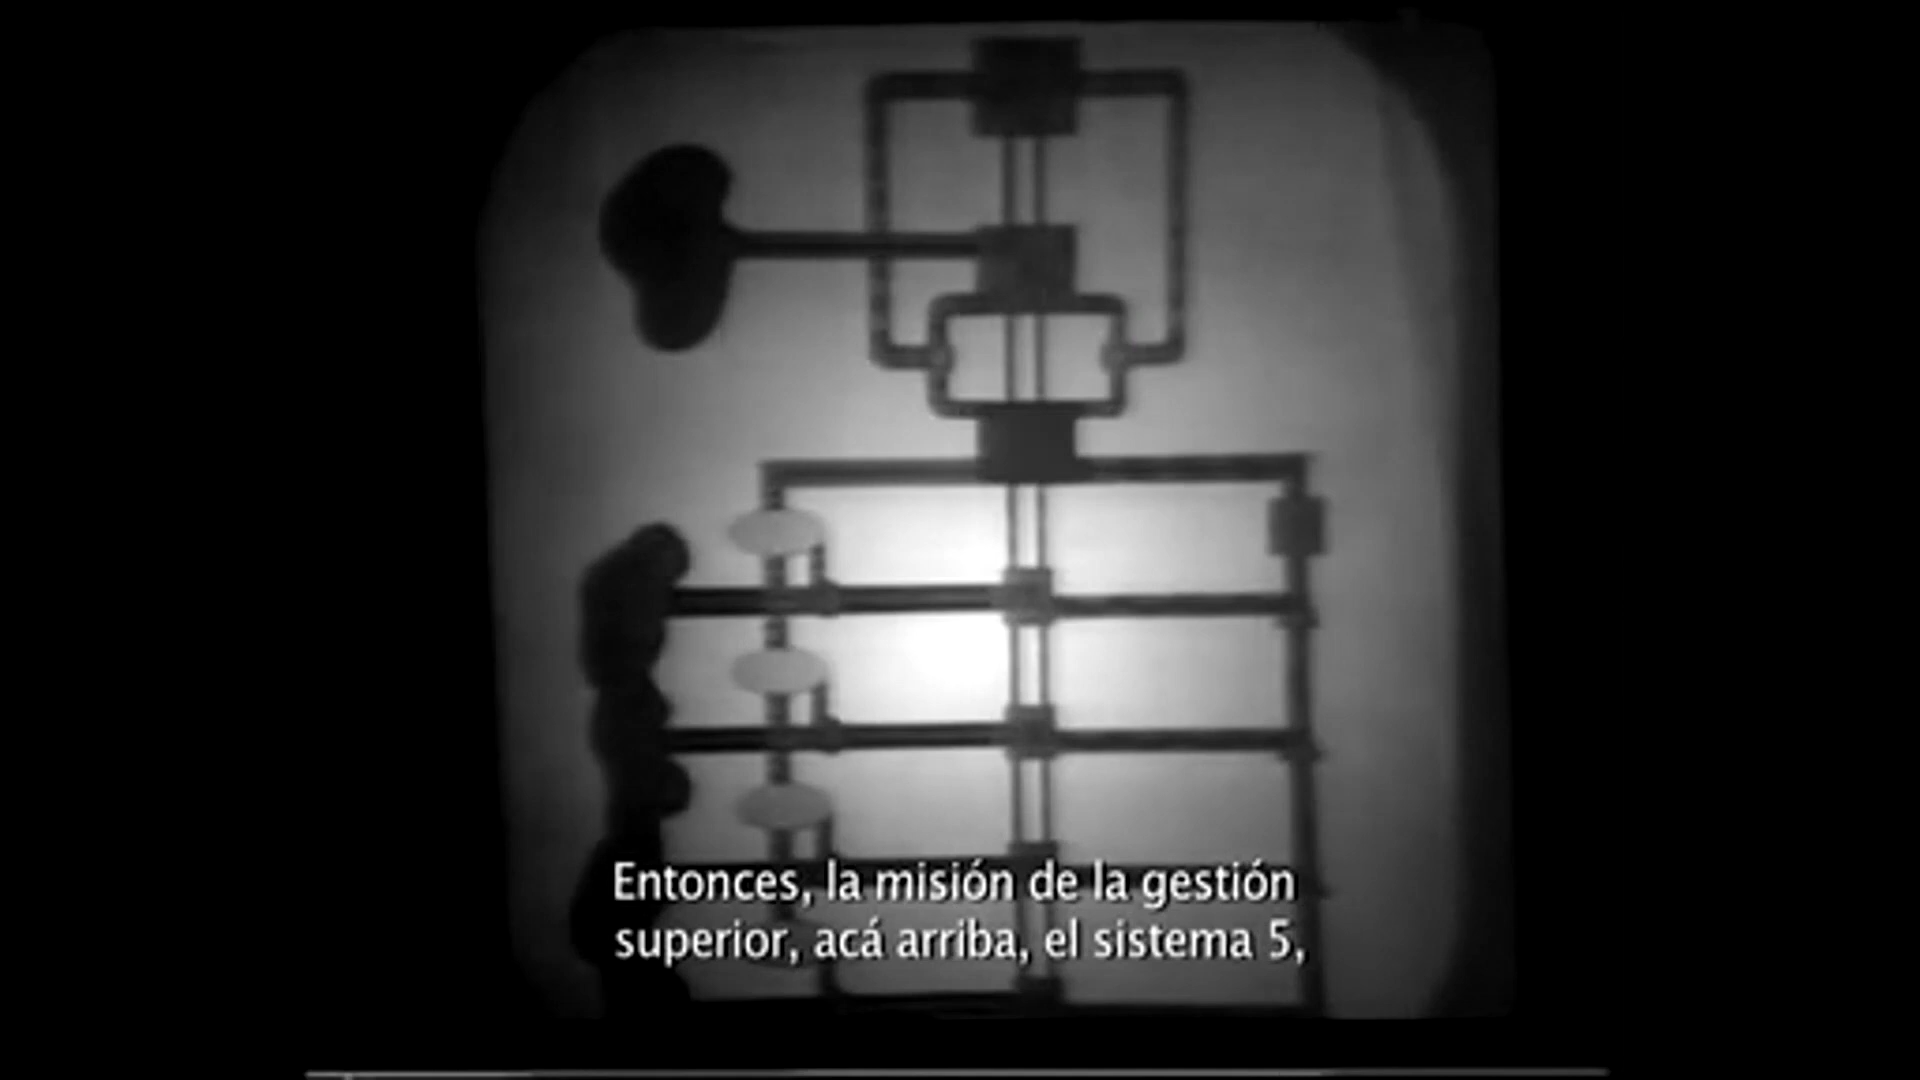 Entonces, la misión de la gestión
superior, acá arriba, el sistema 5,